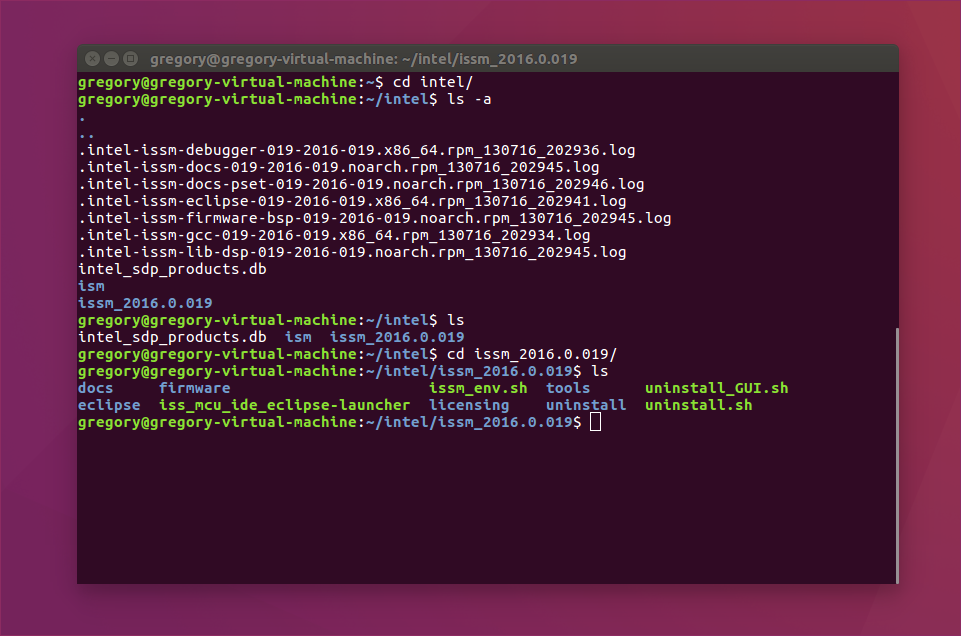 gregory@gregory-virtual-machine: ~/intel/issm_2016.0.019
gregory@gregory-virtual-machine:~$ cd intel/
gregory@gregory-virtual-machine:~/intel$ ls -a
.
..
.intel-issm-debugger-019-2016-019.x86_64.rpm_130716_202936.log
.intel-issm-docs-019-2016-019.noarch.rpm_130716_202945.log
.intel-issm-docs-pset-019-2016-019.noarch.rpm_130716_202946.log
.intel-issm-eclipse-019-2016-019.x86_64.rpm_130716_202941.log
.intel-issm-firmware-bsp-019-2016-019.noarch.rpm_130716_202945.log
.intel-issm-gcc-019-2016-019.x86_64.rpm_130716_202934.log
.intel-issm-lib-dsp-019-2016-019.noarch.rpm_130716_202945.log
intel_sdp_products.db
ism
issm_2016.0.019
gregory@gregory-virtual-machine:~/intel$ ls
intel_sdp_products.db  ism  issm_2016.0.019
gregory@gregory-virtual-machine:~/intel$ cd issm_2016.0.019/
gregory@gregory-virtual-machine:~/intel/issm_2016.0.019$ ls
docs     firmware                      issm_env.sh  tools      uninstall_GUI.sh
eclipse  iss_mcu_ide_eclipse-launcher  licensing    uninstall  uninstall.sh
gregory@gregory-virtual-machine:~/intel/issm_2016.0.019$